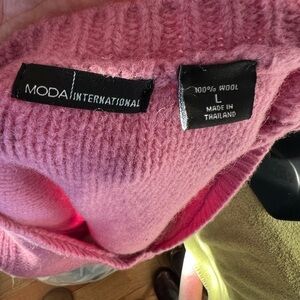 MODA INTERNATIONAL
100% WOOL
L
MADE IN
THAILAND